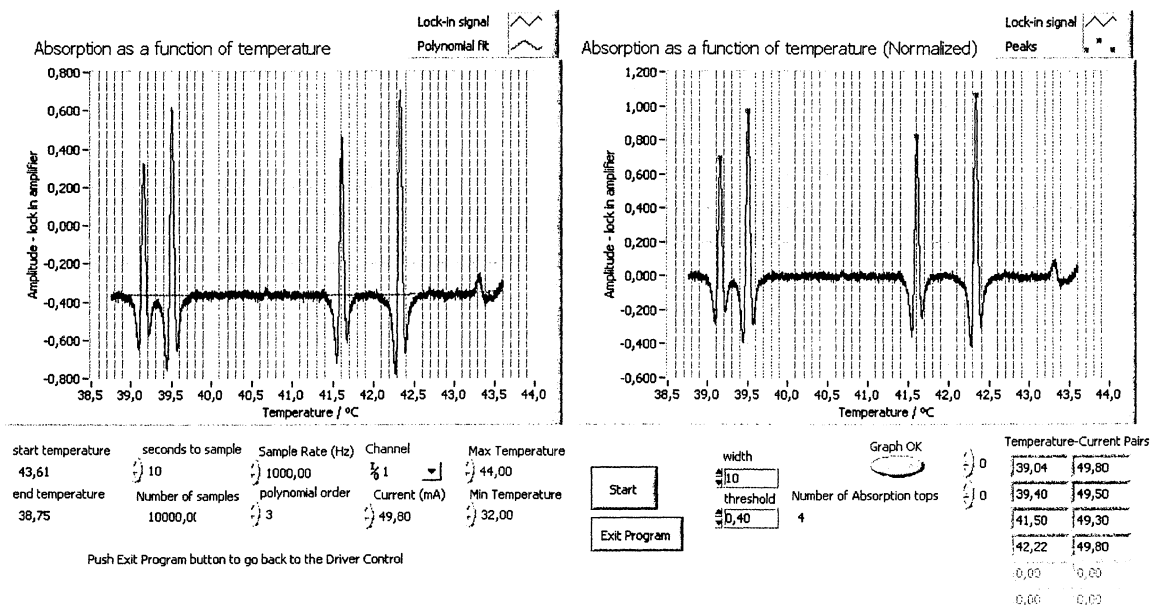 Lock-in signal
Absorption as a function of temperature
Polynomial fit
0,800
0,600
0,400
0,200
0,000
-0,200
-0,400
-0,600
-0,800
Amplitude - lock in amplifier
38,5 39,0 39,5 40,0 40,5 41,0 41,5 42,0 42,5 43,0 43,5 44,0
Temperature / ºC
Lock-in signal
Absorption as a function of temperature (Normalized)
Peaks
1,200
1,000
0,800
0,600
0,400
0,200
0,000
-0,200
-0,400
-0,600
Amplitude - lock in amplifier
38,5 39,0 39,5 40,0 40,5 41,0 41,5 42,0 42,5 43,0 43,5 44,0
Temperature / ºC
start temperature
43,61
end temperature
38,75
seconds to sample
10
Number of samples
10000,00
Sample Rate (Hz)
1000,00
polynomial order
3
Channel
1
Current (mA)
49,80
Max Temperature
44,00
Min Temperature
32,00
Push Exit Program button to go back to the Driver Control
Start
Exit Program
width
10
threshold
0,40
Graph OK
Number of Absorption tops
4
0
0
Temperature-Current Pairs
39,04 49,80
39,40 49,50
41,50 49,30
42,22 49,80
0,00 0,00
0,00 0,00